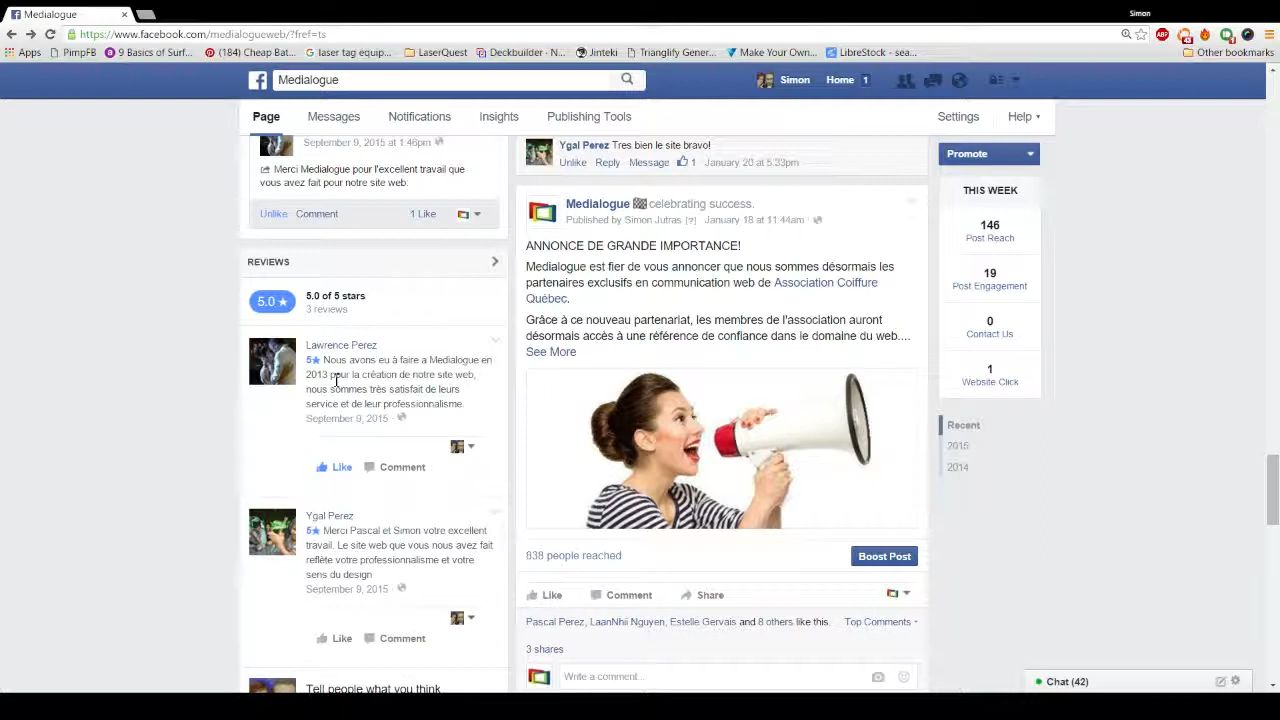 Medialogue
Simon
https://www.facebook.com/medialogueweb/?fref=ts
Apps PimpFB 9 Basics of Surf... (184) Cheap Bat... laser tag equip... LaserQuest Deckbuilder - N... Jinteki Trianglify Gener... Make Your Own... LibreStock - sea... Other bookmarks
Medialogue Simon Home 1
Page Messages Notifications Insights Publishing Tools Settings Help
September 9, 2015 at 1:46pm
Merci Medialogue pour l'excellent travail que
vous avez fait pour notre site web.
Unlike Comment 1 Like
REVIEWS
5.0 ★ 5.0 of 5 stars
3 reviews
Lawrence Perez
5★ Nous avons eu à faire a Medialogue en
2013 pour la création de notre site web,
nous sommes très satisfait de leurs
service et de leur professionnalisme.
September 9, 2015
Like Comment
Ygal Perez
5★ Merci Pascal et Simon votre excellent
travail. Le site web que vous nous avez fait
reflète votre professionnalisme et votre
sens du design
September 9, 2015
Like Comment
Tell people what you think
Ygal Perez Tres bien le site bravo!
Unlike Reply Message 1 January 20 at 5:33pm
Medialogue celebrating success.
Published by Simon Jutras [?] January 18 at 11:44am
ANNONCE DE GRANDE IMPORTANCE!
Medialogue est fier de vous annoncer que nous sommes désormais les
partenaires exclusifs en communication web de Association Coiffure
Québec.
Grâce à ce nouveau partenariat, les membres de l'association auront
désormais accès à une référence de confiance dans le domaine du web....
See More
838 people reached Boost Post
Like Comment Share
Pascal Perez, LaanNhii Nguyen, Estelle Gervais and 8 others like this. Top Comments
3 shares
Write a comment...
Promote
THIS WEEK
146
Post Reach
19
Post Engagement
0
Contact Us
1
Website Click
Recent
2015
2014
Chat (42)